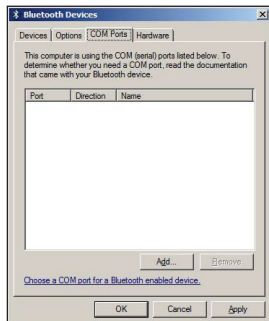 Bluetooth Devices
Devices Options COM Ports Hardware
This computer is using the COM (serial) ports listed below. To
determine whether you need a COM port, read the documentation
that came with your Bluetooth device.
Port Direction Name
Add... Remove
Choose a COM port for a Bluetooth enabled device.
OK Cancel Apply